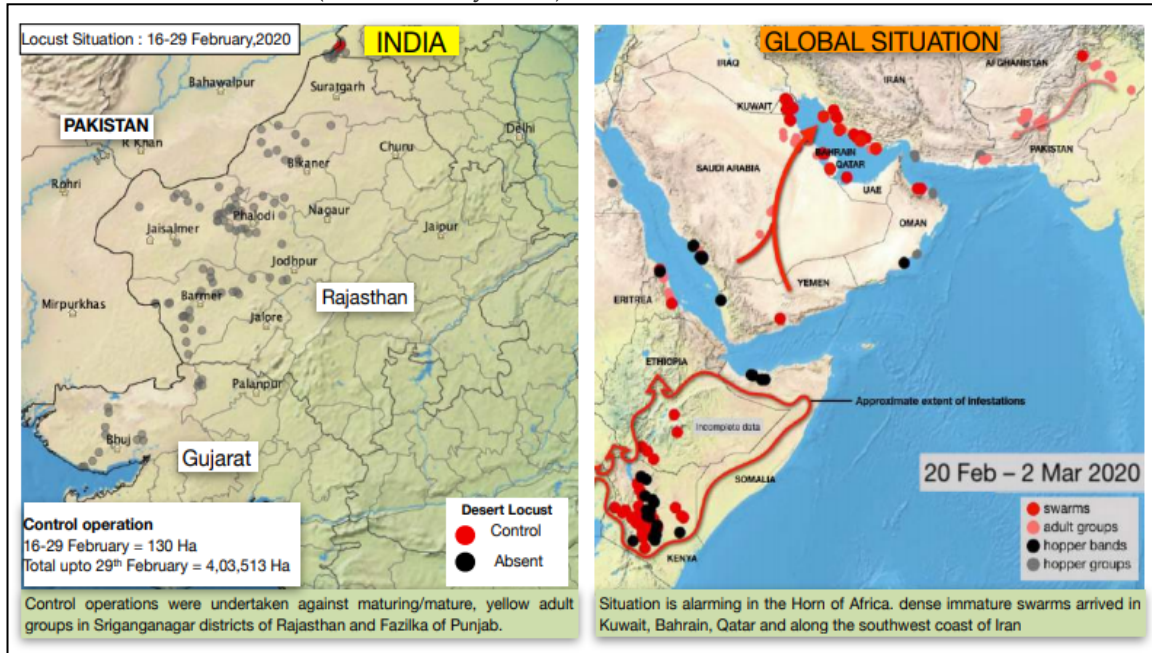 Locust Situation : 16-29 February,2020
INDIA
Bahawalpur
Suratgarh
PAKISTAN
R Khan
Delhi
Churu
Bikaner
Rohri
Phalodi
Nagaur
Jaisalmer
Jaipur
Jodhpur
Mirpurkhas
Barmer
Rajasthan
Jalore
Palanpur
Bhuj
Gujarat
Control operation
16-29 February = 130 Ha
Total upto 29th February = 4,03,513 Ha
Desert Locust
Control
Absent
Control operations were undertaken against maturing/mature, yellow adult
groups in Sriganganagar districts of Rajasthan and Fazilka of Punjab.
GLOBAL SITUATION
IRAQ
IRAN
AFGHANISTAN
KUWAIT
PAKISTAN
BAHRAIN
QATAR
SAUDI ARABIA
UAE
OMAN
YEMEN
ERITREA
ETHIOPIA
Approximate extent of infestations
Incomplete data
SOMALIA
20 Feb – 2 Mar 2020
swarms
adult groups
hopper bands
hopper groups
KENYA
Situation is alarming in the Horn of Africa. dense immature swarms arrived in
Kuwait, Bahrain, Qatar and along the southwest coast of Iran